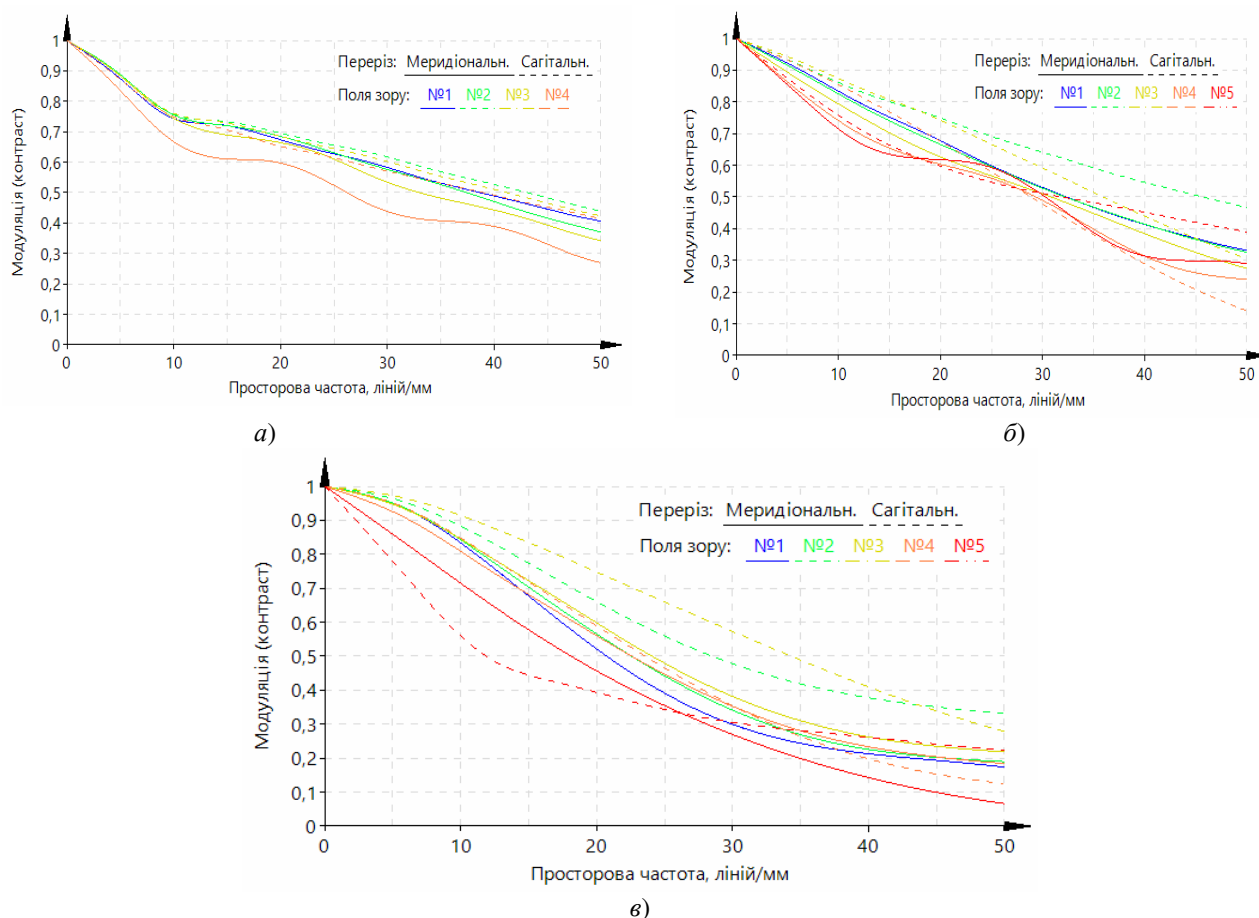 Переріз: Меридіональн. Сагітальн.
Поля зору: №1 №2 №3 №4
Модуляція (контраст)
1
0,9
0,8
0,7
0,6
0,5
0,4
0,3
0,2
0,1
0
0 10 20 30 40 50
Просторова частота, ліній/мм
а)
Переріз: Меридіональн. Сагітальн.
Поля зору: №1 №2 №3 №4 №5
Модуляція (контраст)
1
0,9
0,8
0,7
0,6
0,5
0,4
0,3
0,2
0,1
0
0 10 20 30 40 50
Просторова частота, ліній/мм
б)
Переріз: Меридіональн. Сагітальн.
Поля зору: №1 №2 №3 №4 №5
Модуляція (контраст)
1
0,9
0,8
0,7
0,6
0,5
0,4
0,3
0,2
0,1
0
0 10 20 30 40 50
Просторова частота, ліній/мм
в)